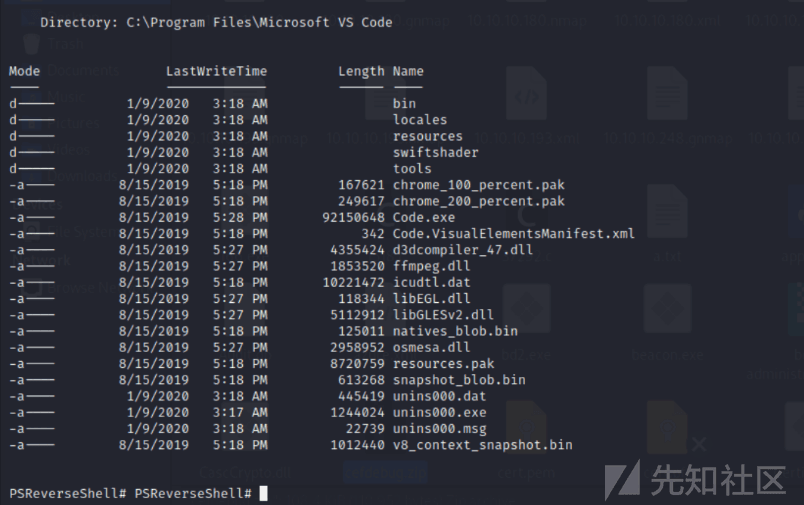 Directory: C:\Program Files\Microsoft VS Code
Mode LastWriteTime Length Name
---- ------------- ------ ----
d----- 1/9/2020 3:18 AM bin
d----- 1/9/2020 3:18 AM locales
d----- 1/9/2020 3:18 AM resources
d----- 1/9/2020 3:18 AM swiftshader
d----- 1/9/2020 3:18 AM tools
-a---- 8/15/2019 5:18 PM 167621 chrome_100_percent.pak
-a---- 8/15/2019 5:18 PM 249617 chrome_200_percent.pak
-a---- 8/15/2019 5:28 PM 92150648 Code.exe
-a---- 8/15/2019 5:18 PM 342 Code.VisualElementsManifest.xml
-a---- 8/15/2019 5:27 PM 4355424 d3dcompiler_47.dll
-a---- 8/15/2019 5:27 PM 1853520 ffmpeg.dll
-a---- 8/15/2019 5:18 PM 10221472 icudtl.dat
-a---- 8/15/2019 5:27 PM 118344 libEGL.dll
-a---- 8/15/2019 5:27 PM 5112912 libGLESv2.dll
-a---- 8/15/2019 5:18 PM 125011 natives_blob.bin
-a---- 8/15/2019 5:27 PM 2958952 osmesa.dll
-a---- 8/15/2019 5:18 PM 8720759 resources.pak
-a---- 8/15/2019 5:18 PM 613268 snapshot_blob.bin
-a---- 1/9/2020 3:18 AM 445419 unins000.dat
-a---- 1/9/2020 3:17 AM 1244024 unins000.exe
-a---- 1/9/2020 3:18 AM 22739 unins000.msg
-a---- 8/15/2019 5:18 PM 1012440 v8_context_snapshot.bin
PSReverseShell# PSReverseShell#
先知社区